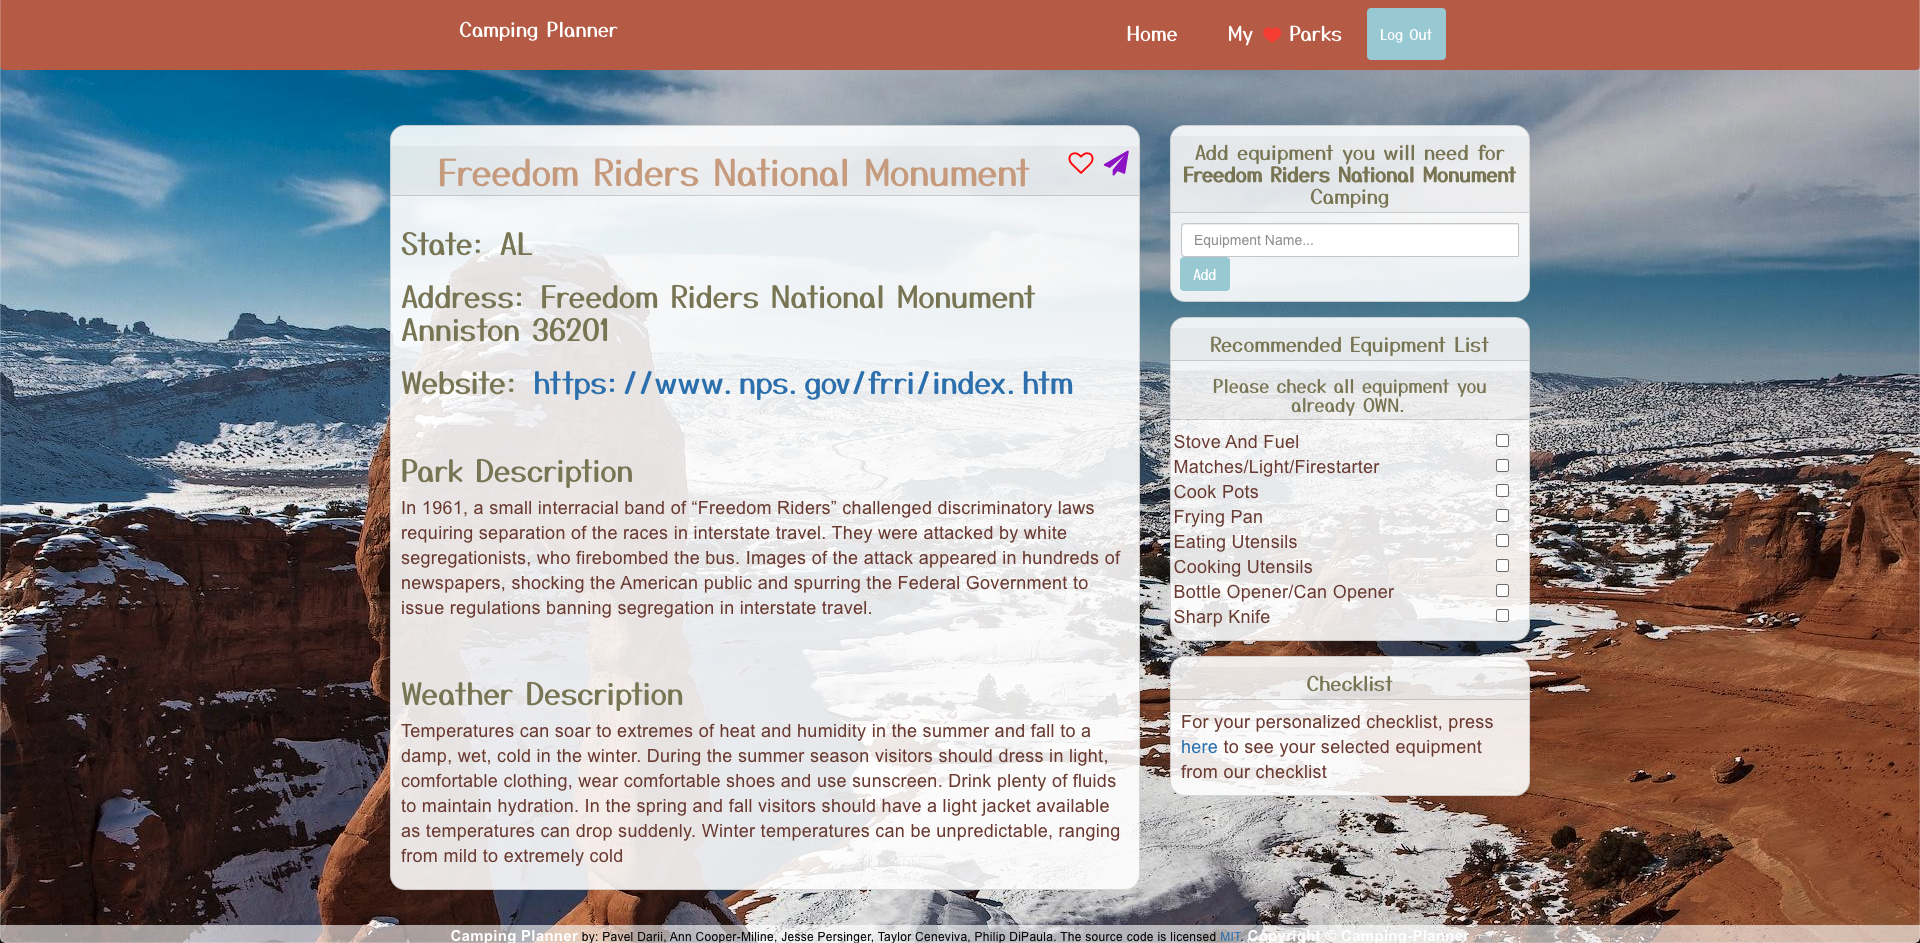 Camping Planner
Home
My Parks
Log Out
Freedom Riders National Monument
State: AL
Address: Freedom Riders National Monument
Anniston 36201
Website: https://www.nps.gov/frri/index.htm
Park Description
In 1961, a small interracial band of “Freedom Riders” challenged discriminatory laws
requiring separation of the races in interstate travel. They were attacked by white
segregationists, who firebombed the bus. Images of the attack appeared in hundreds of
newspapers, shocking the American public and spurring the Federal Government to
issue regulations banning segregation in interstate travel.
Weather Description
Temperatures can soar to extremes of heat and humidity in the summer and fall to a
damp, wet, cold in the winter. During the summer season visitors should dress in light,
comfortable clothing, wear comfortable shoes and use sunscreen. Drink plenty of fluids
to maintain hydration. In the spring and fall visitors should have a light jacket available
as temperatures can drop suddenly. Winter temperatures can be unpredictable, ranging
from mild to extremely cold
Add equipment you will need for
Freedom Riders National Monument
Camping
Equipment Name...
Add
Recommended Equipment List
Please check all equipment you
already OWN.
Stove And Fuel
Matches/Light/Firestarter
Cook Pots
Frying Pan
Eating Utensils
Cooking Utensils
Bottle Opener/Can Opener
Sharp Knife
Checklist
For your personalized checklist, press
here to see your selected equipment
from our checklist
Camping Planner by: Pavel Darii, Ann Cooper-Miline, Jesse Persinger, Taylor Ceneviva, Philip DiPaula. The source code is licensed MIT. Copyright © Camping-Planner